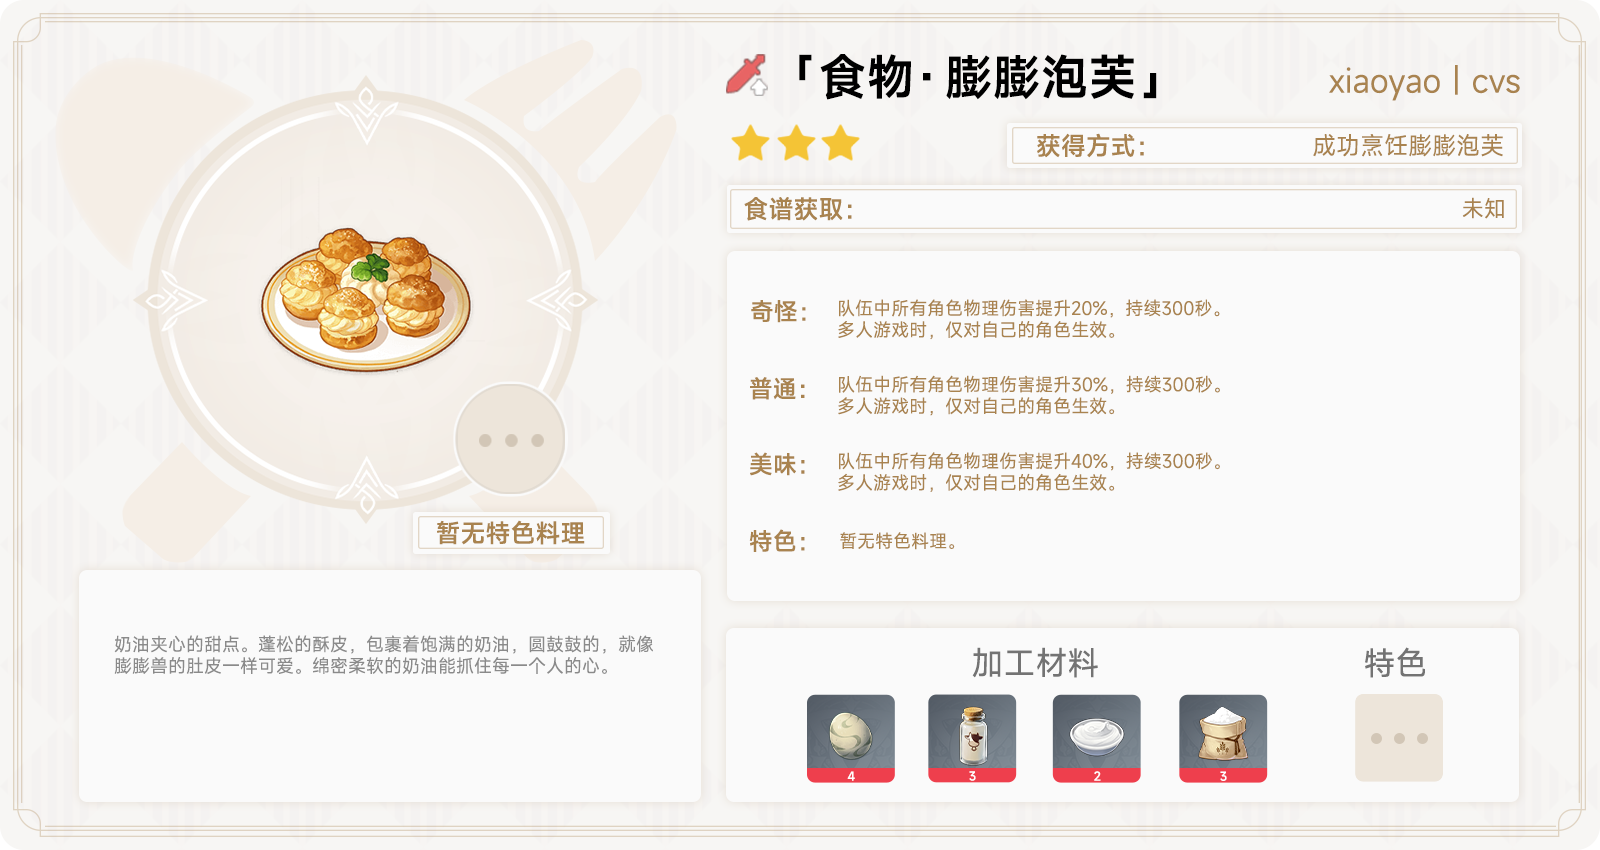 「食物·膨膨泡芙」
xiaoyao | cvs
获得方式：
成功烹饪膨膨泡芙
食谱获取：
未知
奇怪：
队伍中所有角色物理伤害提升20%，持续300秒。
多人游戏时，仅对自己的角色生效。
普通：
队伍中所有角色物理伤害提升30%，持续300秒。
多人游戏时，仅对自己的角色生效。
美味：
队伍中所有角色物理伤害提升40%，持续300秒。
多人游戏时，仅对自己的角色生效。
特色：
暂无特色料理。
暂无特色料理
奶油夹心的甜点。蓬松的酥皮，包裹着饱满的奶油，圆鼓鼓的，就像
膨膨兽的肚皮一样可爱。绵密柔软的奶油能抓住每一个人的心。
加工材料
特色
4
3
2
3